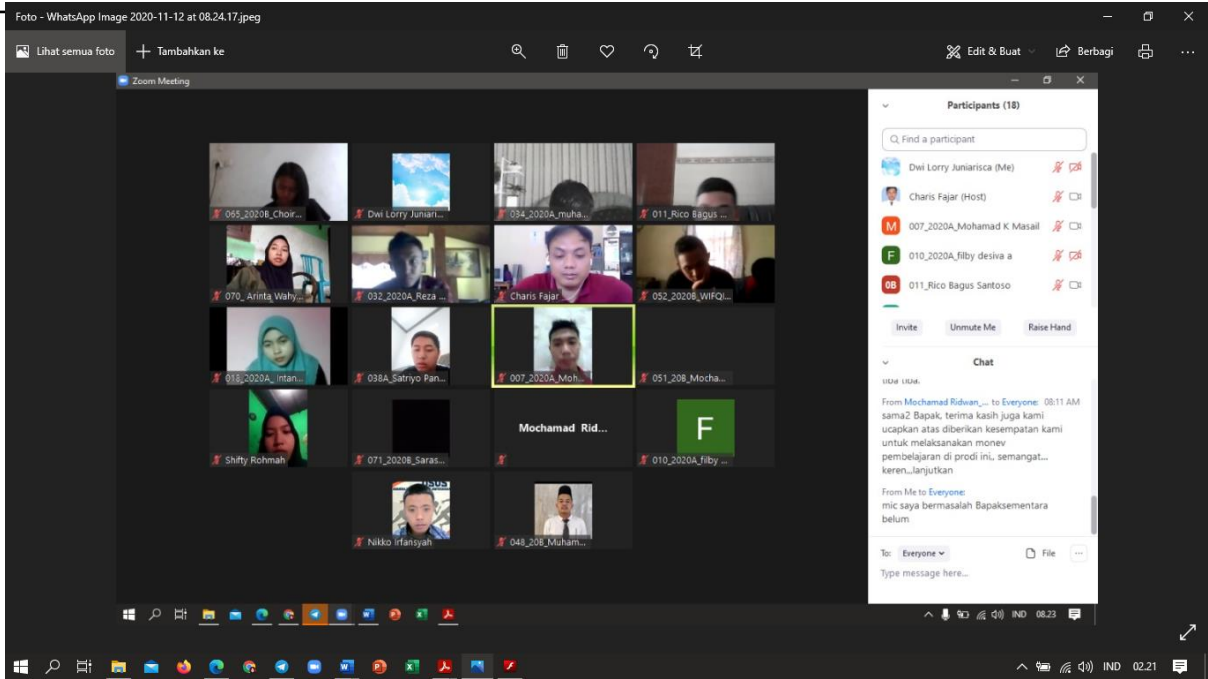 Foto - WhatsApp Image 2020-11-12 at 08.24.17.jpeg
Lihat semua foto
Tambahkan ke
Edit & Buat
Berbagi
Zoom Meeting
065_2020B_Choir...
Dwi Lorry Juniari...
034_2020A_muha...
011_Rico Bagus ...
070_ Arinta Wahy...
032_2020A_Reza ...
Charis Fajar
052_2020B_WIFQI...
018_2020A_ Intan...
038A_Satriyo Pan...
007_2020A_Moh...
051_20B_Mocha...
Shifty Rohmah
071_2020B_Saras...
Mochamad Rid...
F
010_2020A_filby ...
Nikko Irfansyah
048_20B_Muham...
Participants (18)
Find a participant
Dwi Lorry Juniarisca (Me)
Charis Fajar (Host)
M 007_2020A_Mohamad K Masail
F 010_2020A_filby desiva a
0B 011_Rico Bagus Santoso
Invite
Unmute Me
Raise Hand
Chat
From Mochamad Ridwan_... to Everyone: 08:11 AM
sama2 Bapak, terima kasih juga kami
ucapkan atas diberikan kesempatan kami
untuk melaksanakan monev
pembelajaran di prodi ini,, semangat...
keren,,,lanjutkan
From Me to Everyone:
mic saya bermasalah Bapaksementara
belum
To: Everyone
File
Type message here...
IND 08.23
IND 02.21